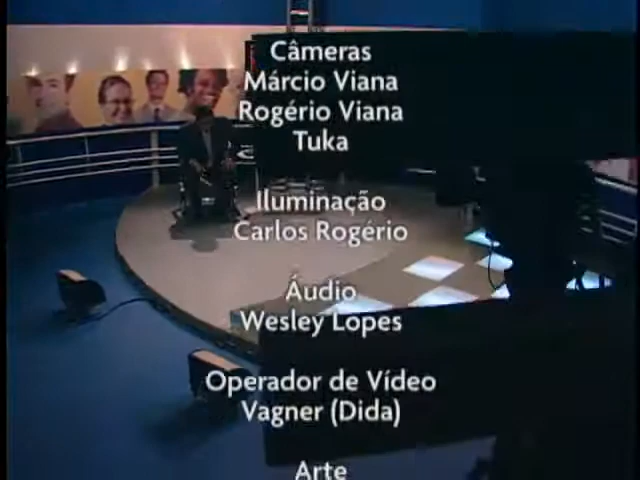 Câmeras
Márcio Viana
Rogério Viana
Tuka
Iluminação
Carlos Rogério
Áudio
Wesley Lopes
Operador de Vídeo
Vagner (Dida)
Arte